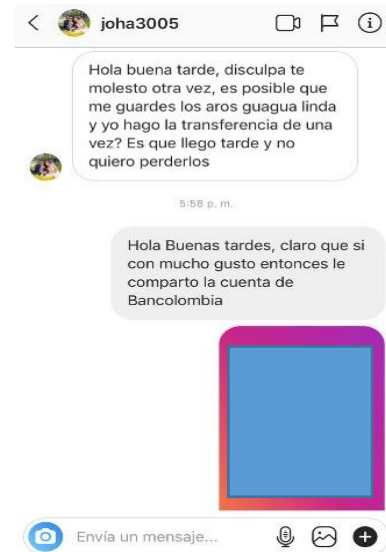 joha3005
Hola buena tarde, disculpa te
molesto otra vez, es posible que
me guardes los aros guagua linda
y yo hago la transferencia de una
vez? Es que llego tarde y no
quiero perderlos
5:58 p. m.
Hola Buenas tardes, claro que si
con mucho gusto entonces le
comparto la cuenta de
Bancolombia
Envía un mensaje...